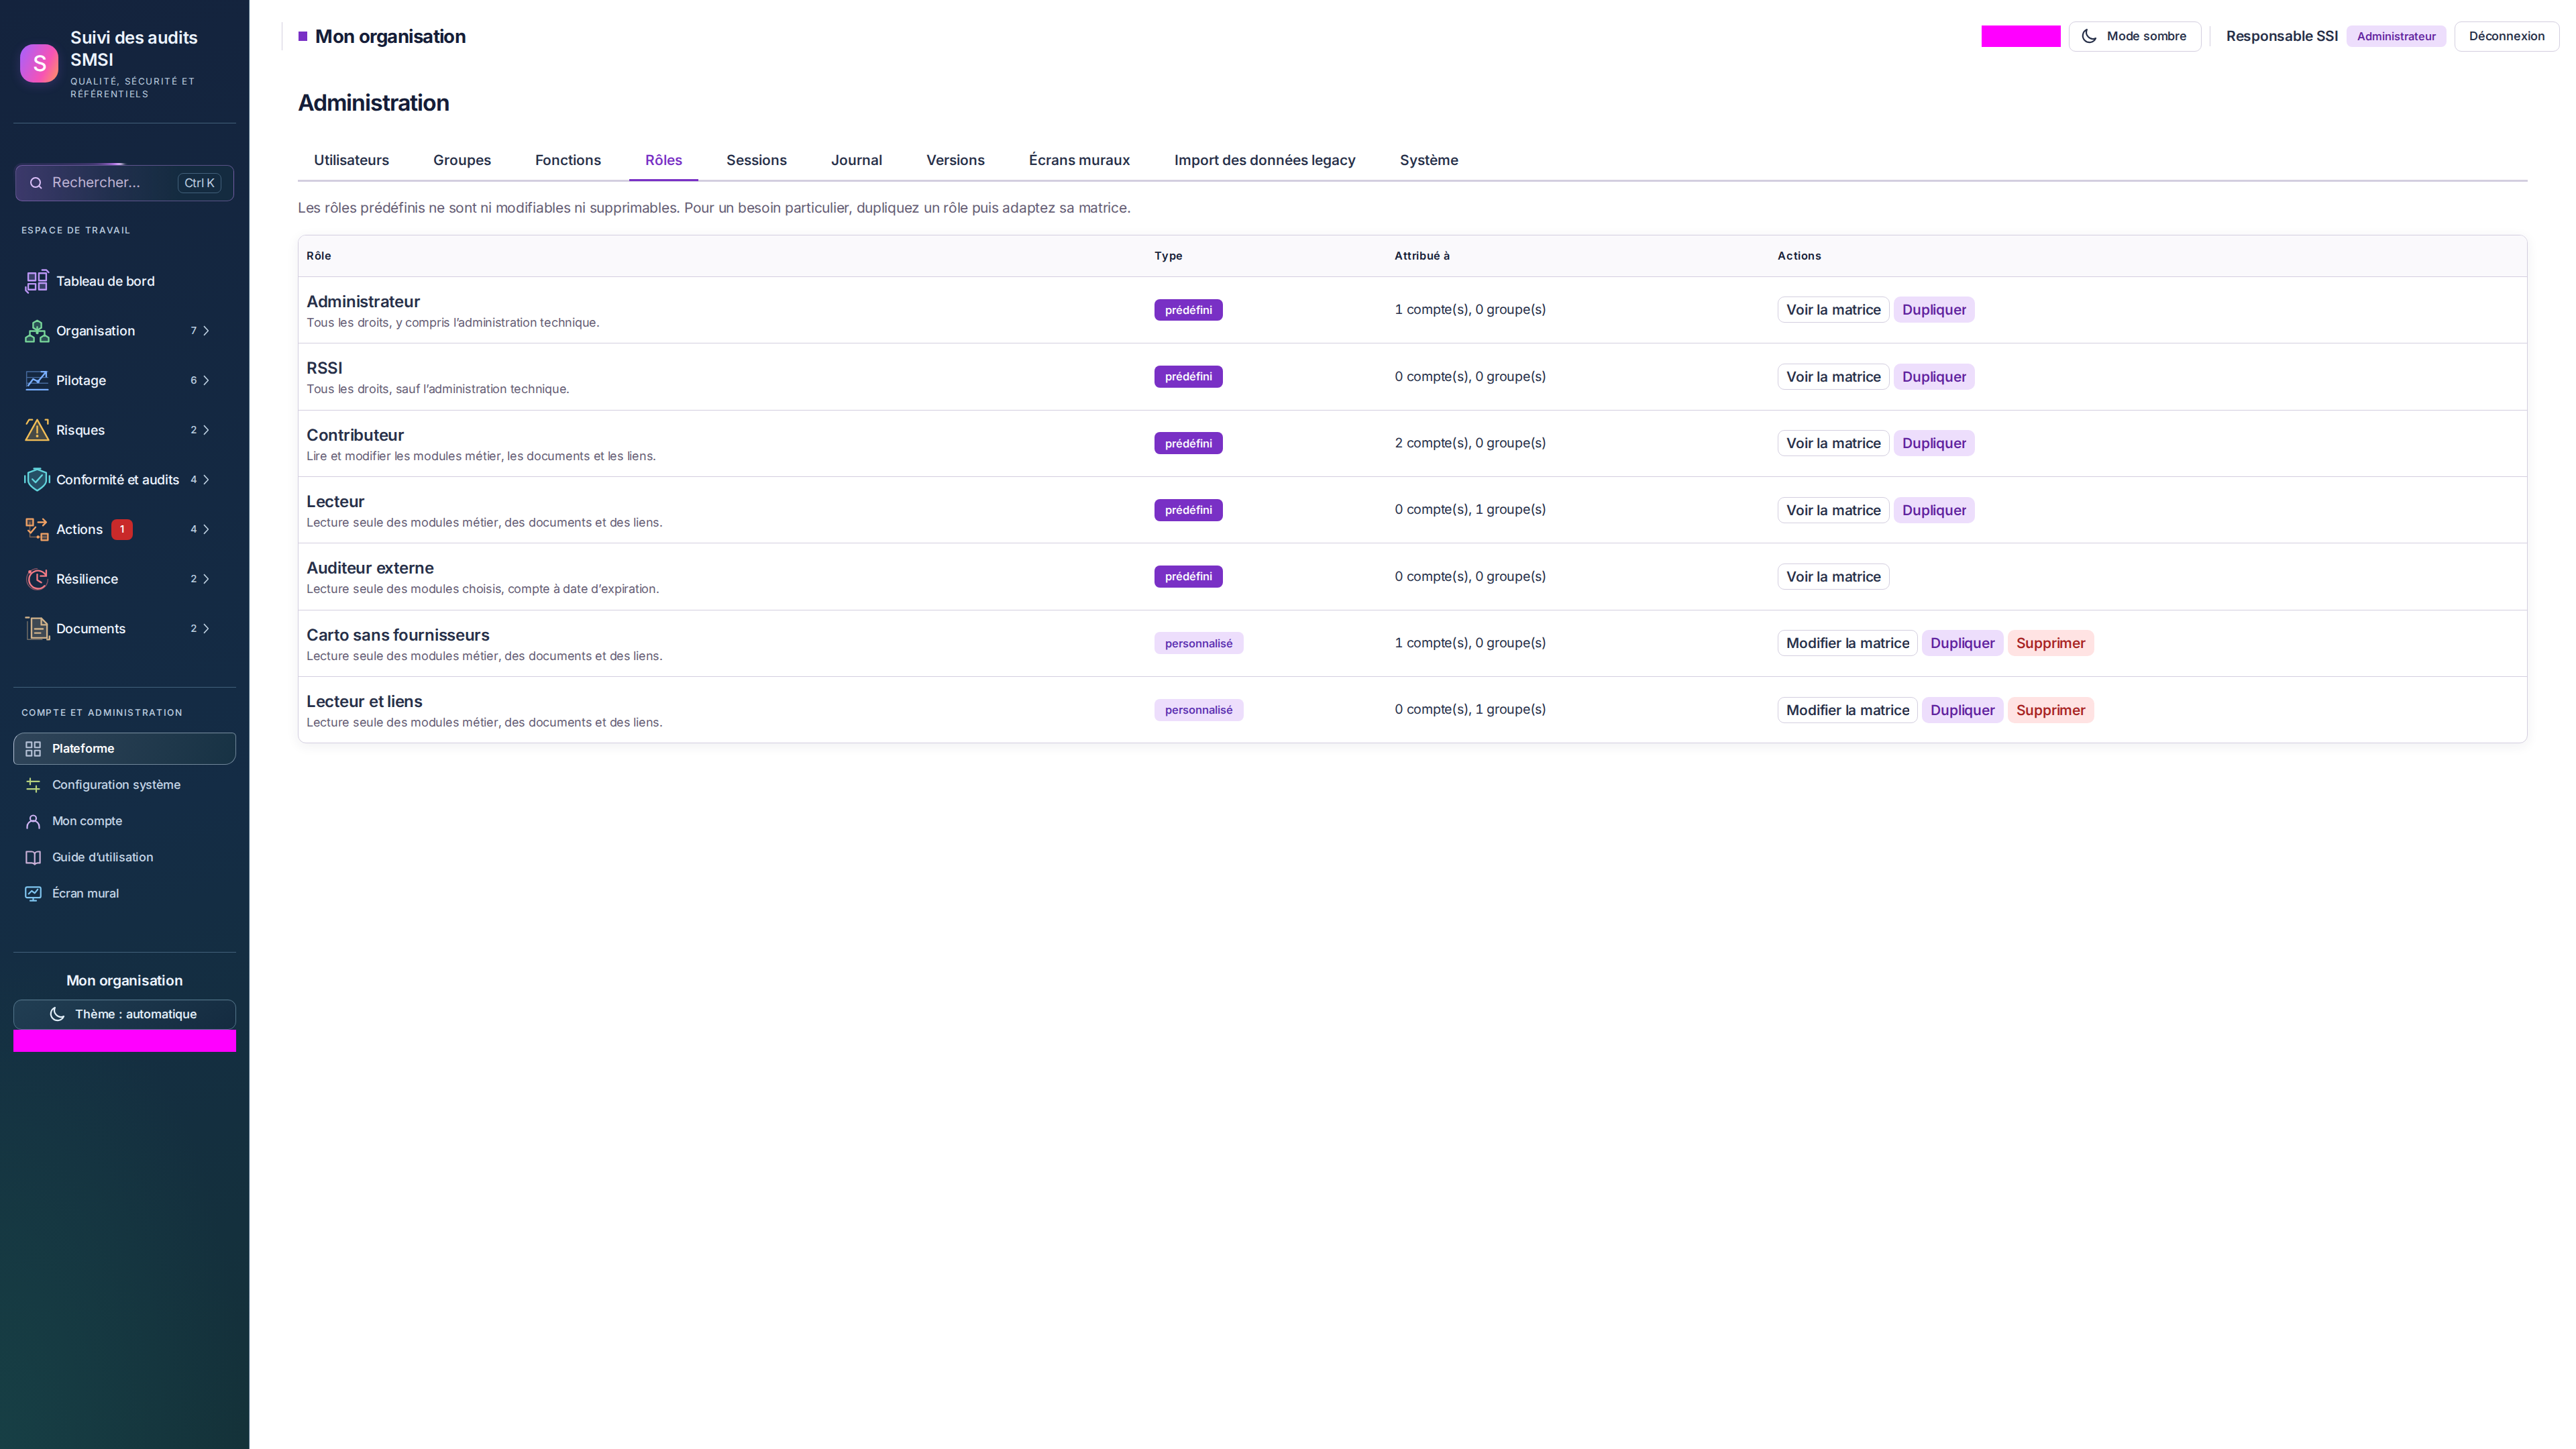 Suivi des audits
SMSI
QUALITÉ, SÉCURITÉ ET
RÉFÉRENTIELS
Rechercher...
Ctrl K
ESPACE DE TRAVAIL
Tableau de bord
Organisation 7
Pilotage 6
Risques 2
Conformité et audits 4
Actions 1 4
Résilience 2
Documents 2
COMPTE ET ADMINISTRATION
Plateforme
Configuration système
Mon compte
Guide d'utilisation
Écran mural
Mon organisation
Thème : automatique
Mon organisation
Mode sombre
Responsable SSI
Administrateur
Déconnexion
Administration
Utilisateurs Groupes Fonctions Rôles Sessions Journal Versions Écrans muraux Import des données legacy Système
Les rôles prédéfinis ne sont ni modifiables ni supprimables. Pour un besoin particulier, dupliquez un rôle puis adaptez sa matrice.
Rôle Type Attribué à Actions
Administrateur
Tous les droits, y compris l'administration technique.
prédéfini 1 compte(s), 0 groupe(s) Voir la matrice Dupliquer
RSSI
Tous les droits, sauf l'administration technique.
prédéfini 0 compte(s), 0 groupe(s) Voir la matrice Dupliquer
Contributeur
Lire et modifier les modules métier, les documents et les liens.
prédéfini 2 compte(s), 0 groupe(s) Voir la matrice Dupliquer
Lecteur
Lecture seule des modules métier, des documents et des liens.
prédéfini 0 compte(s), 1 groupe(s) Voir la matrice Dupliquer
Auditeur externe
Lecture seule des modules choisis, compte à date d'expiration.
prédéfini 0 compte(s), 0 groupe(s) Voir la matrice
Carto sans fournisseurs
Lecture seule des modules métier, des documents et des liens.
personnalisé 1 compte(s), 0 groupe(s) Modifier la matrice Dupliquer Supprimer
Lecteur et liens
Lecture seule des modules métier, des documents et des liens.
personnalisé 0 compte(s), 1 groupe(s) Modifier la matrice Dupliquer Supprimer